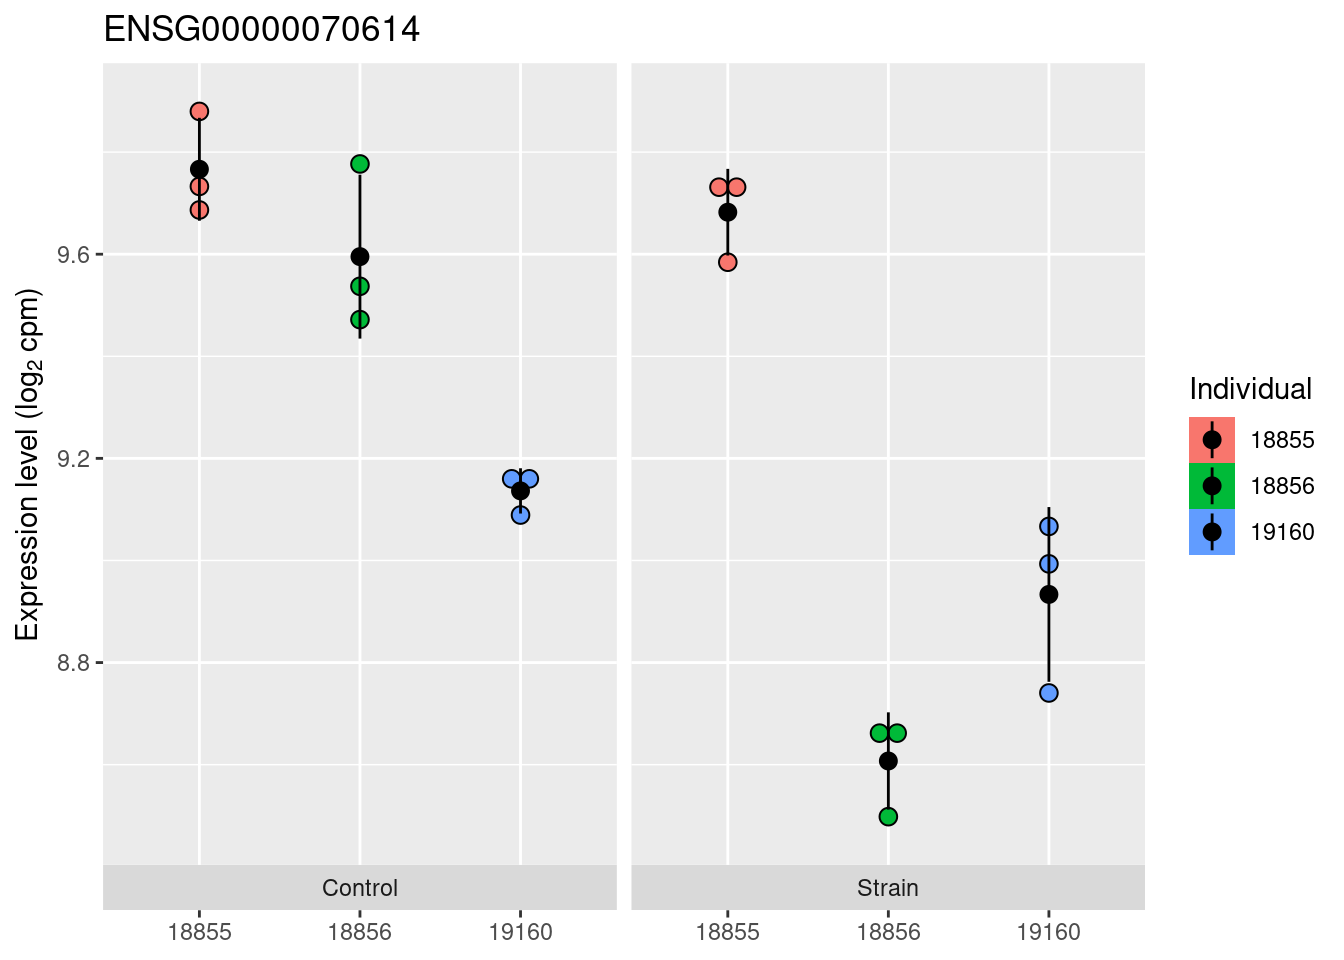 ENSG00000070614
Expression level (log₂ cpm)
9.6
9.2
8.8
Control
Strain
18855
18856
19160
18855
18856
19160
Individual
18855
18856
19160